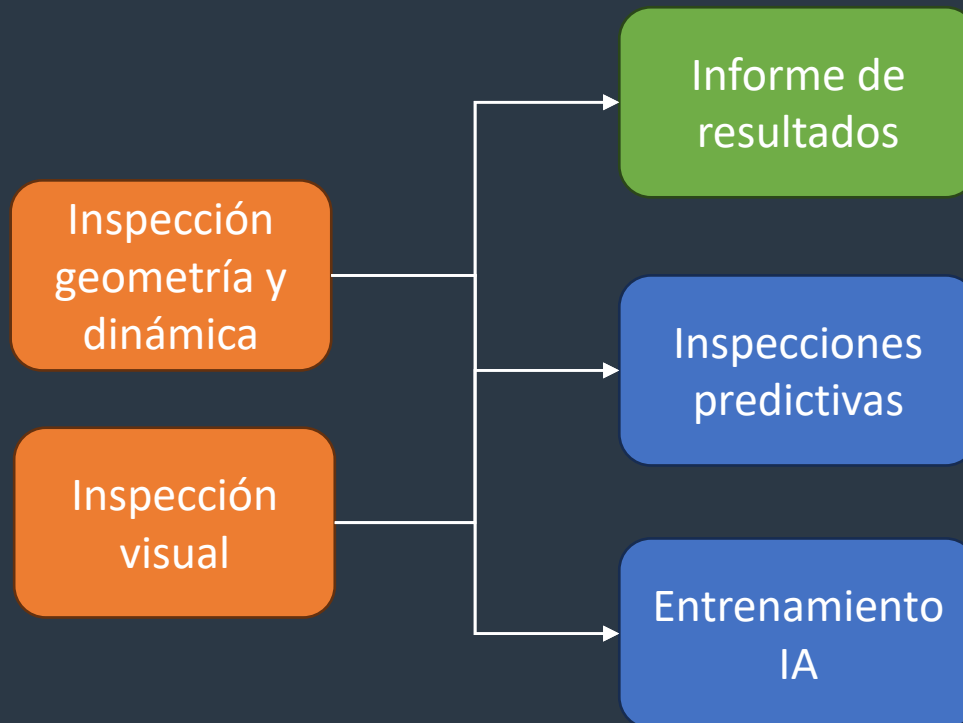 Inspección
geometría y
dinámica
Inspección
visual
Informe de
resultados
Inspecciones
predictivas
Entrenamiento
IA